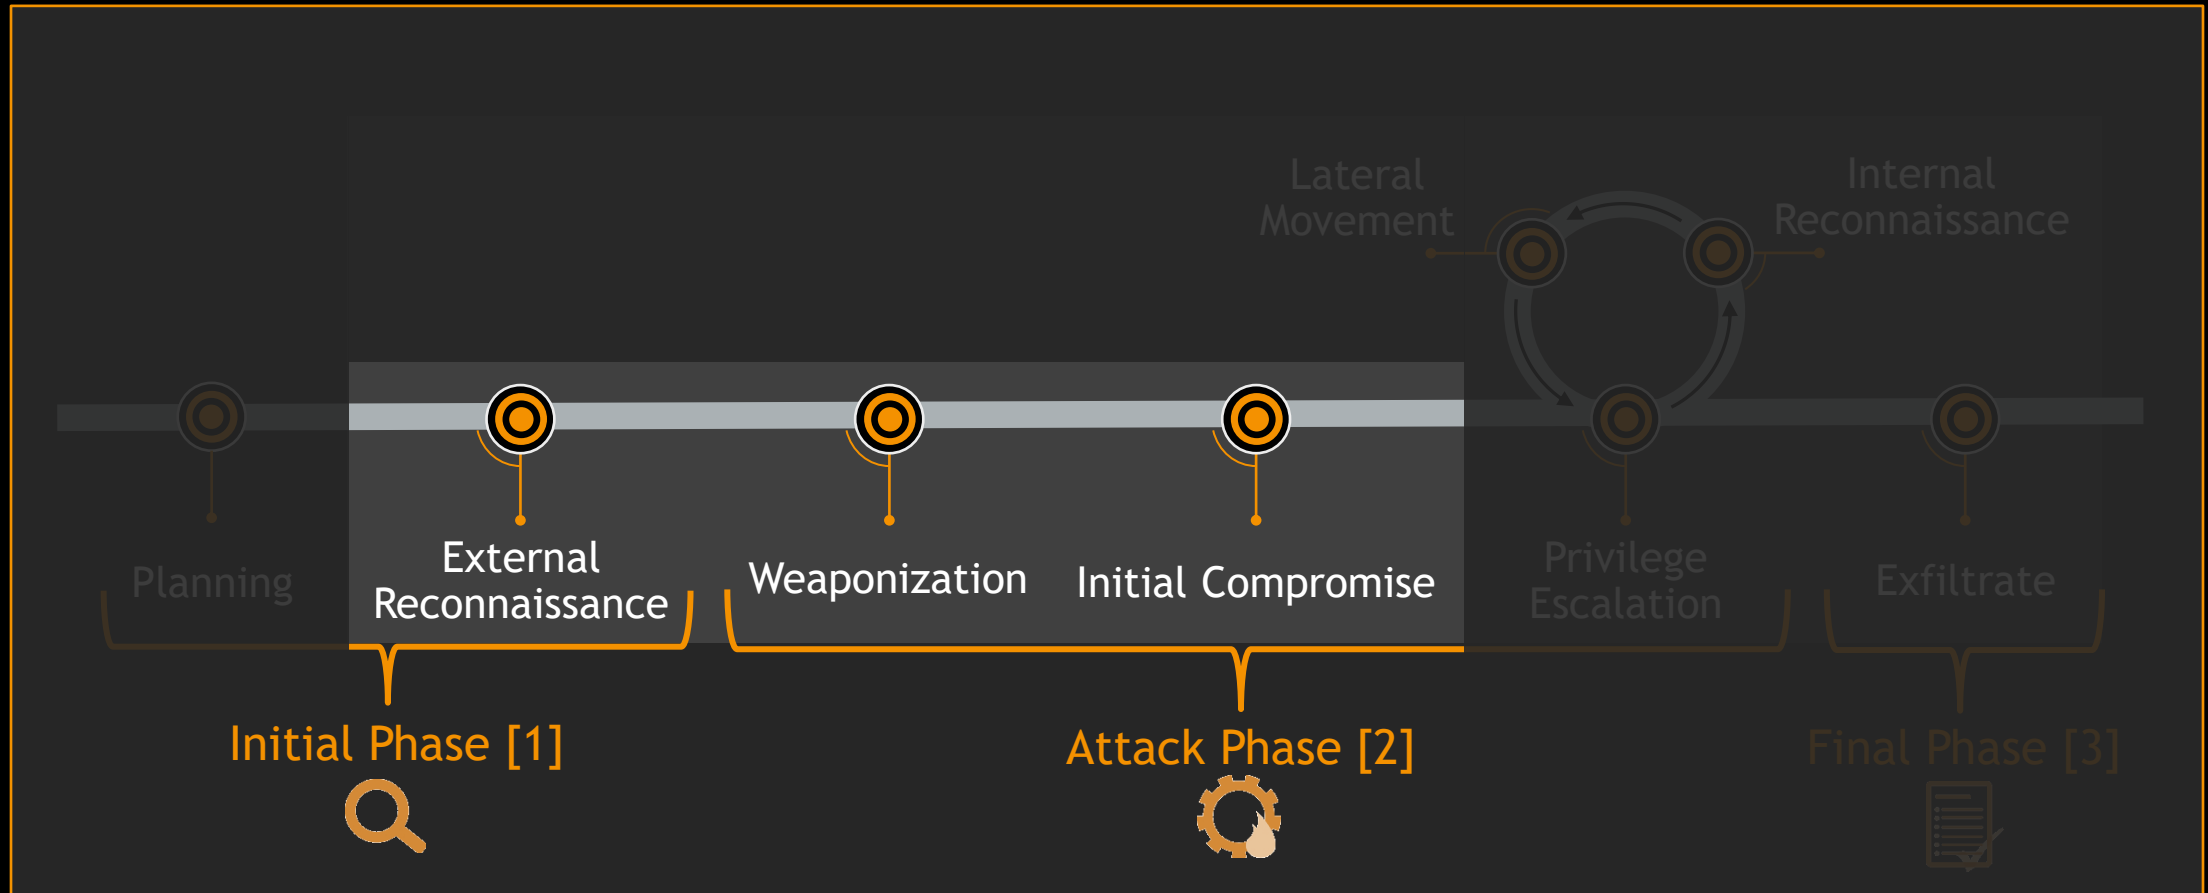 Lateral
Movement
Internal
Reconnaissance
Planning
External
Reconnaissance
Weaponization
Initial Compromise
Privilege
Escalation
Exfiltrate
Initial Phase [1]
Attack Phase [2]
Final Phase [3]